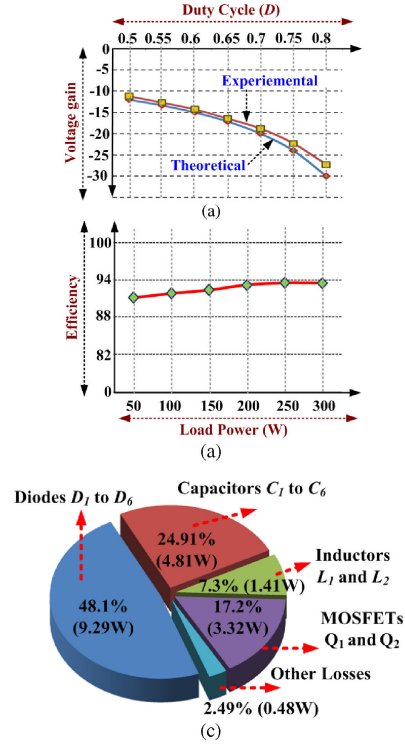 Duty Cycle (D)
0.5 0.55 0.6 0.65 0.7 0.75 0.8
Voltage gain
0
-5
-10
-15
-20
-25
-30
Experiemental
Theoretical
(a)
Efficiency
100
94
88
82
0
50 100 150 200 250 300
Load Power (W)
(a)
Diodes D1 to D6
Capacitors C1 to C6
24.91%
(4.81W)
Inductors
L1 and L2
7.3% (1.41W)
48.1%
(9.29W)
17.2%
(3.32W)
MOSFETs
Q1 and Q2
Other Losses
2.49% (0.48W)
(c)